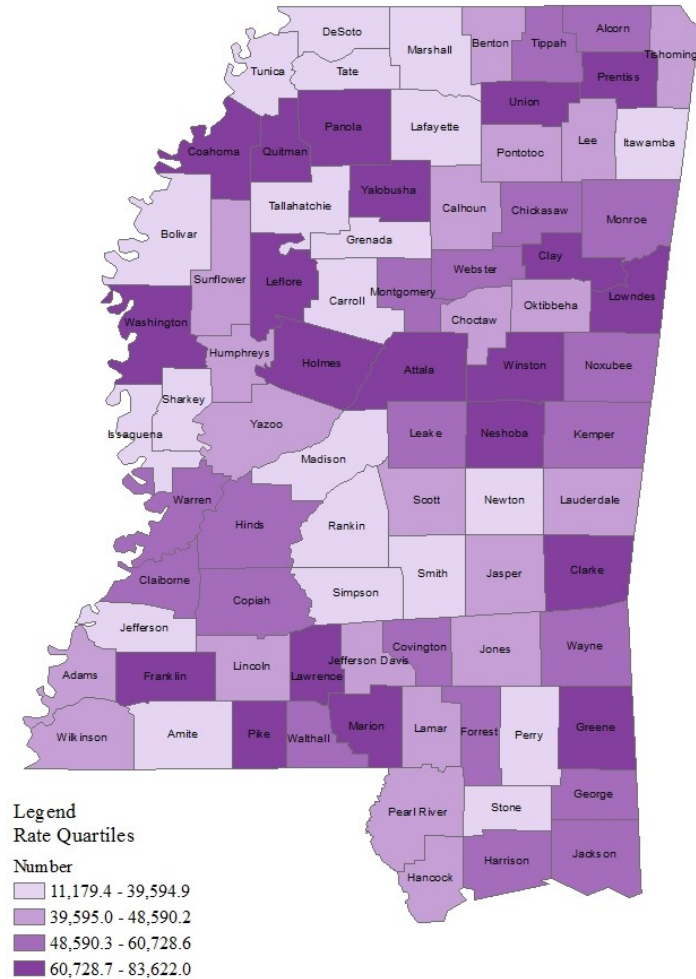 DeSoto
Marshall
Benton
Tippah
Alcorn
Tishoming
Tunica
Tate
Prentiss
Union
Panola
Lafayette
Coahoma
Quitman
Pontotoc
Lee
Itawamba
Yalobusha
Tallahatchie
Calhoun
Chickasaw
Monroe
Bolivar
Grenada
Clay
Sunflower
Leflore
Webster
Carroll
Montgomery
Lowndes
Oktibbeha
Choctaw
Washington
Humphreys
Holmes
Attala
Winston
Noxubee
Sharkey
Yazoo
Issaquena
Leake
Neshoba
Kemper
Madison
Warren
Scott
Newton
Lauderdale
Hinds
Rankin
Smith
Jasper
Clarke
Claiborne
Copiah
Simpson
Jefferson
Covington
Jones
Wayne
Jefferson Davis
Lincoln
Adams
Franklin
Lawrence
Marion
Lamar
Forrest
Perry
Greene
Wilkinson
Amite
Pike
Walthall
George
Pearl River
Stone
Harrison
Jackson
Hancock
Legend
Rate Quartiles
Number
11,179.4 - 39,594.9
39,595.0 - 48,590.2
48,590.3 - 60,728.6
60,728.7 - 83,622.0